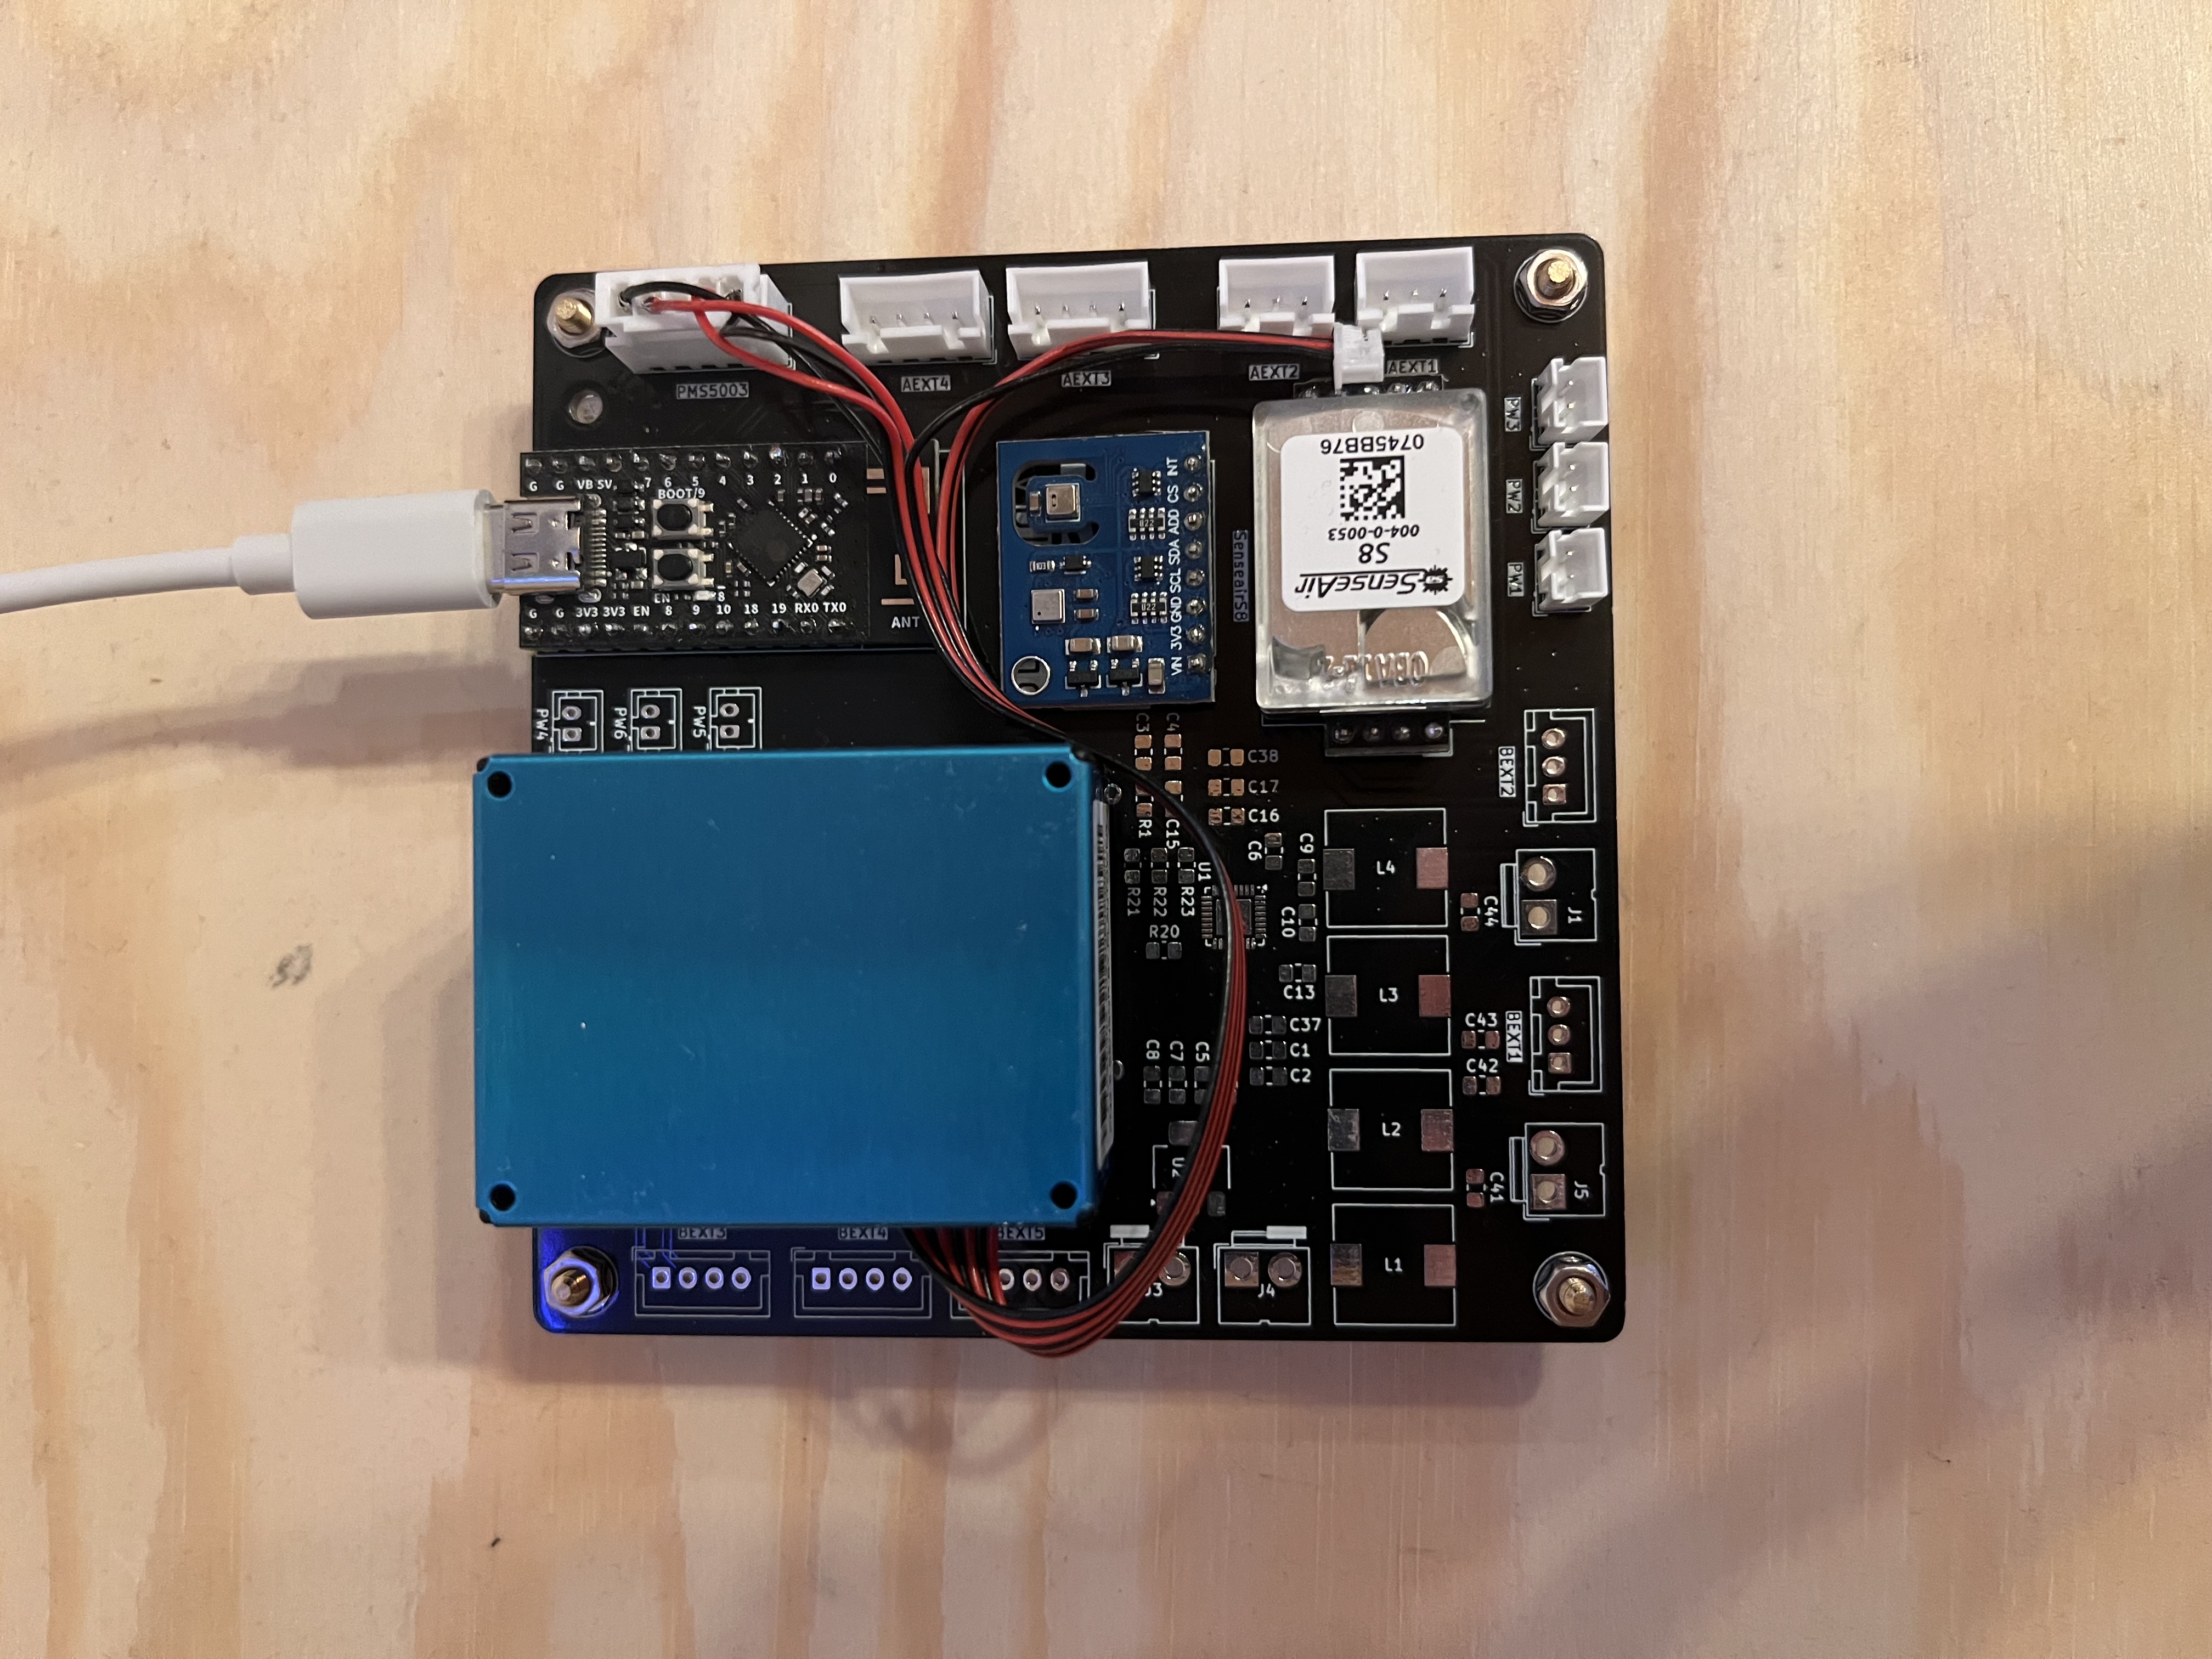 PMS5003
AEXT4
AEXT3
AEXT2
AEXT1
PW3
PW2
PW1
G G VB 5V 7 6 5 4 3 2 1 0
BOOT/9
EN
8
G G 3V3 3V3 EN 8 9 10 18 19 RX0 TX0
ANT
INT
CS
ADD
SDA
SCL
GND
3V3
VIN
SenseairS8
SenseAir
S8
004-0-0053
0745BB76
PW4
PW6
PW5
C3
C4
C38
C17
C16
R1
C15
C6
C9
U1
R21
R22
R23
R20
C10
C13
C37
C1
C2
C8
C7
C5
U2
L4
L3
L2
L1
BEXT2
J1
C44
C43
BEXT1
C42
C41
J5
BEXT3
BEXT4
BEXT5
J3
J4